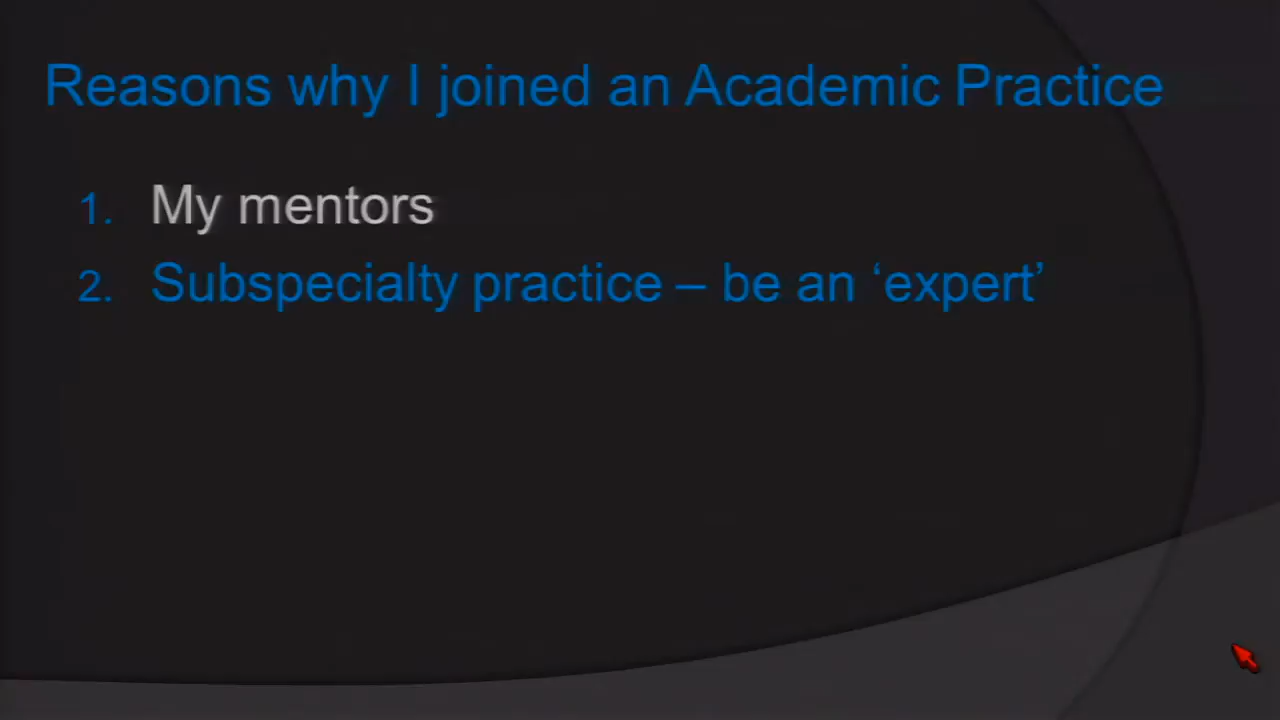 Reasons why I joined an Academic Practice
1. My mentors
2. Subspecialty practice – be an ‘expert’